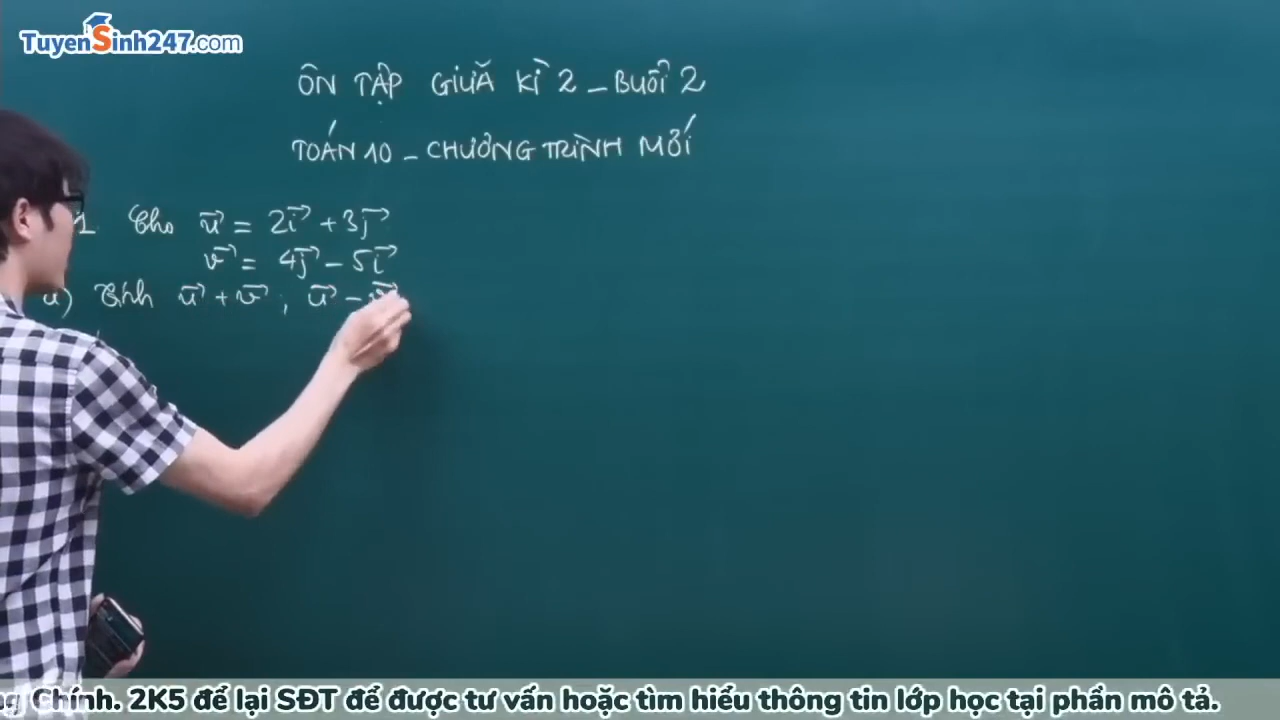 TuyenSinh247.com
ÔN TẬP GIỮA KÌ 2 - BUỔI 2
TOÁN 10 - CHƯƠNG TRÌNH MỚI
1. Cho u⃗ = 2i⃗ + 3j⃗
v⃗ = 4j⃗ - 5i⃗
a) Tính u⃗ + v⃗ ; u⃗ - v⃗
Chính. 2K5 để lại SĐT để được tư vấn hoặc tìm hiểu thông tin lớp học tại phần mô tả.